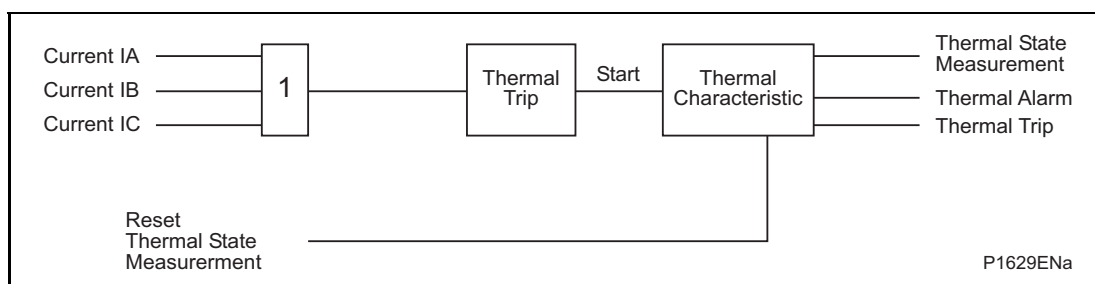 Current IA
Current IB
Current IC
1
Thermal
Trip
Start
Thermal
Characteristic
Thermal State
Measurement
Thermal Alarm
Thermal Trip
Reset
Thermal State
Measurerment
P1629ENa